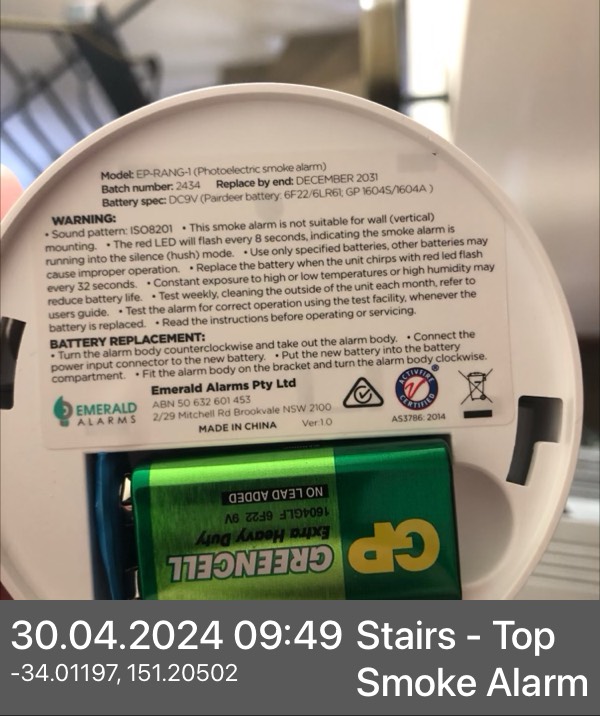 Model: EP-RANG-1 (Photoelectric smoke alarm)
Batch number: 2434 Replace by end: DECEMBER 2031
Battery spec: DC9V (Pairdeer battery: 6F22/6LR61; GP 1604S/1604A )
WARNING:
• Sound pattern: ISO8201 • This smoke alarm is not suitable for wall (vertical)
mounting. • The red LED will flash every 8 seconds, indicating the smoke alarm is
running into the silence (hush) mode. • Use only specified batteries, other batteries may
cause improper operation. • Replace the battery when the unit chirps with red led flash
every 32 seconds. • Constant exposure to high or low temperatures or high humidity may
reduce battery life. • Test weekly, cleaning the outside of the unit each month, refer to
users guide. • Test the alarm for correct operation using the test facility, whenever the
battery is replaced. • Read the instructions before operating or servicing.
BATTERY REPLACEMENT:
• Turn the alarm body counterclockwise and take out the alarm body. • Connect the
power input connector to the new battery. • Put the new battery into the battery
compartment. • Fit the alarm body on the bracket and turn the alarm body clockwise.
EMERALD
ALARMS
Emerald Alarms Pty Ltd
ABN 50 632 601 453
2/29 Mitchell Rd Brookvale NSW 2100
MADE IN CHINA Ver:1.0
ACTIVFIRE
CERTIFIED
®
AS3786: 2014
GP
GREENCELL
Extra Heavy Duty
1604GLF 6F22 9V
NO LEAD ADDED
30.04.2024 09:49
-34.01197, 151.20502
Stairs - Top
Smoke Alarm